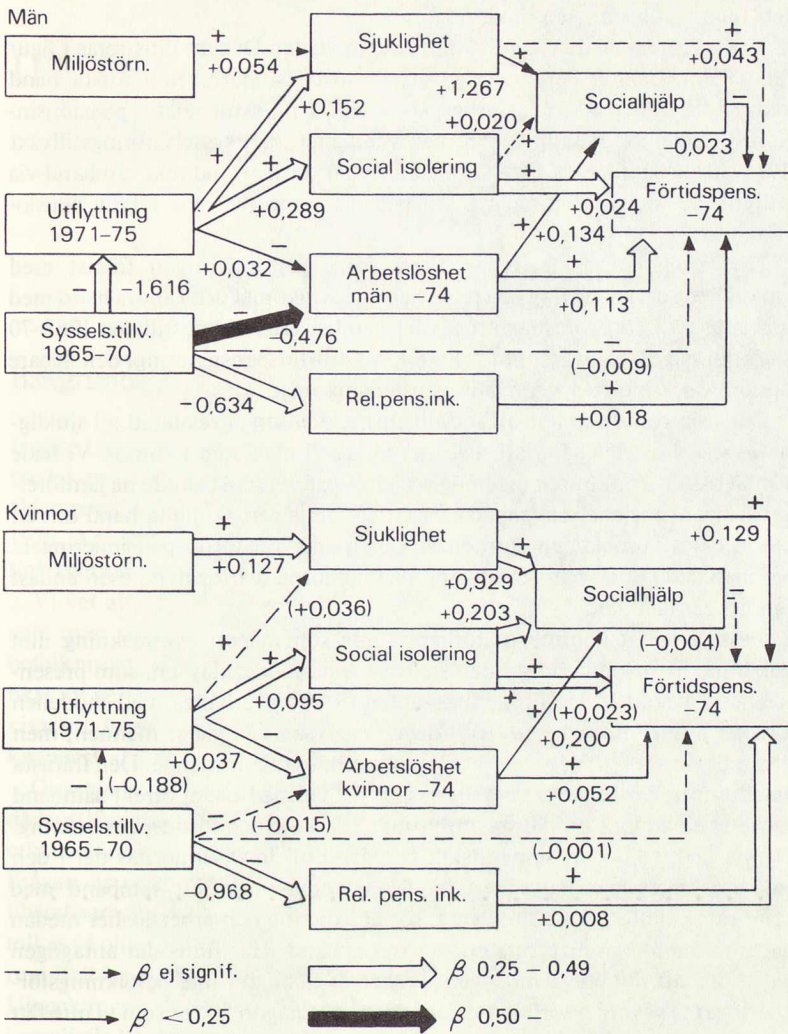 Män
Miljöstörn.
+
+0,054
Sjuklighet
+
+0,043
+
+1,267
Socialhjälp
+0,152
+
+0,020
-0,023
+
+
Social isolering
+
+
Utflyttning
1971–75
+0,289
+0,024
Förtidspens.
–74
+
+0,134
–
+0,032
Arbetslöshet
män –74
+
+0,113
–
–1,616
Syssels.tillv.
1965–70
–
–0,476
–
(–0,009)
–
–0,634
Rel.pens.ink.
+
+0,018
Kvinnor
Miljöstörn.
+
+0,127
Sjuklighet
+
+0,129
+
+0,929
Socialhjälp
(+0,036)
+0,203
–
(–0,004)
+
+
Social isolering
+
+
+
Utflyttning
1971–75
+0,095
(+0,023)
Förtidspens.
–74
+
+0,200
–
+0,037
Arbetslöshet
kvinnor –74
+
+0,052
–
(–0,188)
Syssels.tillv.
1965–70
–
(–0,015)
–
(–0,001)
–
–0,968
Rel. pens. ink.
+
+0,008
β ej signif.
β 0,25 – 0,49
β < 0,25
β 0,50 –